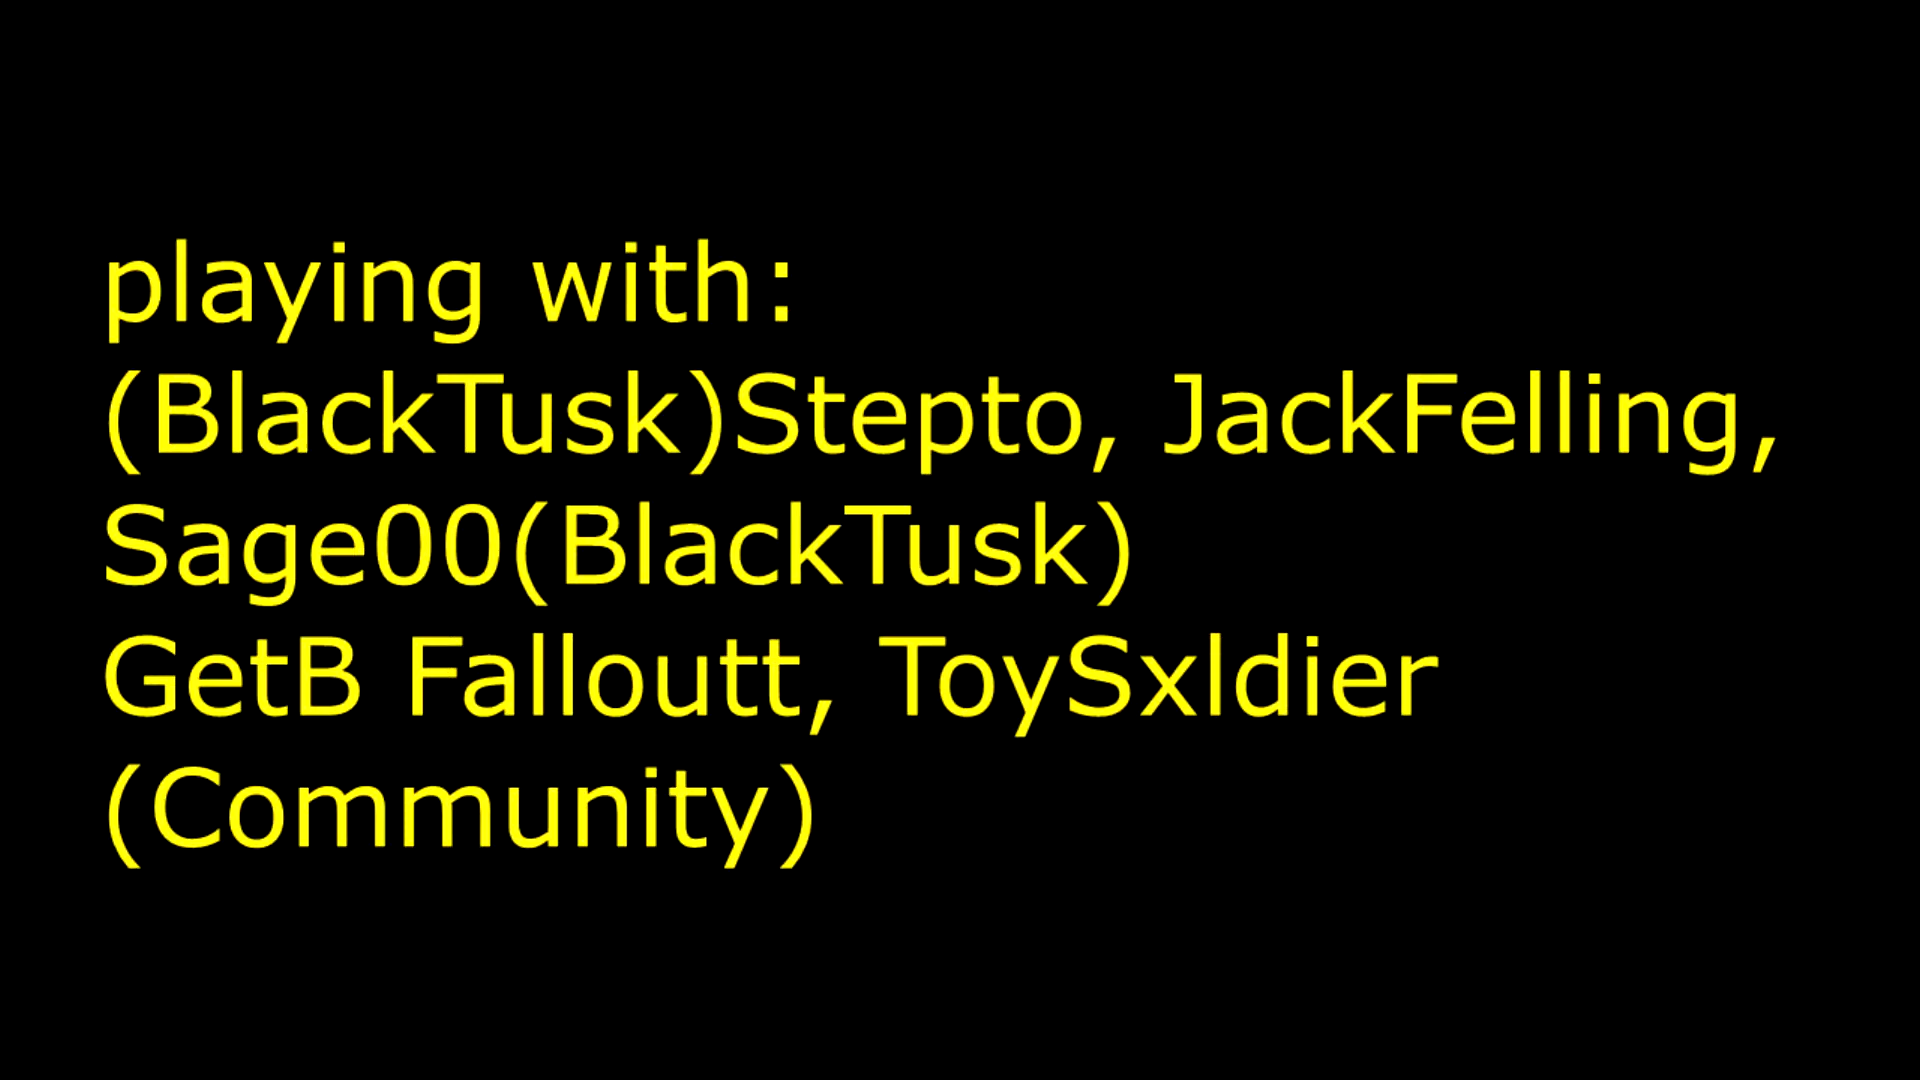 playing with:
(BlackTusk)Stepto, JackFelling,
Sage00(BlackTusk)
GetB Falloutt, ToySxldier
(Community)